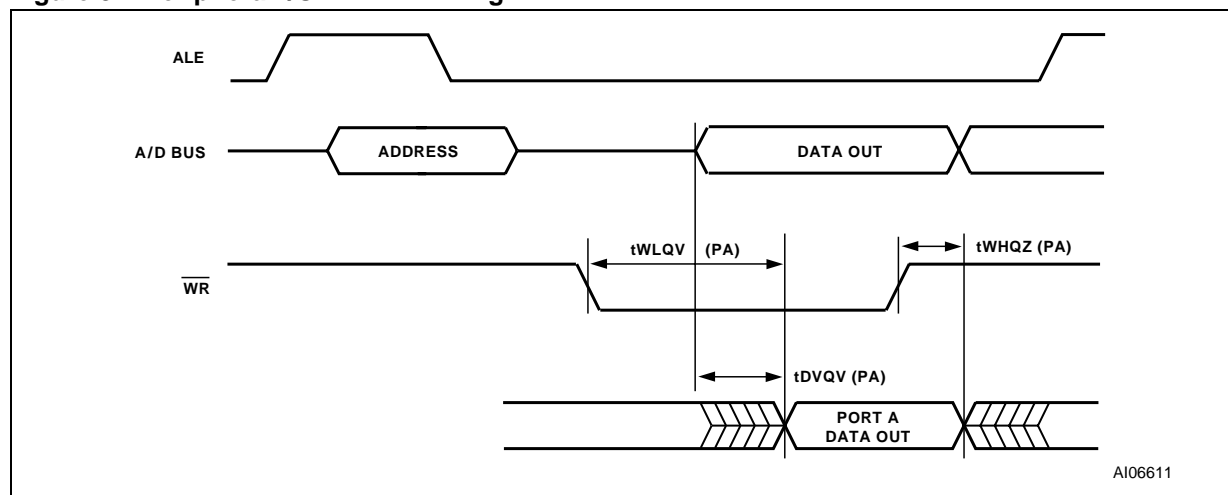 ALE
A/D BUS
ADDRESS
DATA OUT
tWLQV (PA)
tWHQZ (PA)
WR
tDVQV (PA)
PORT A
DATA OUT
AI06611